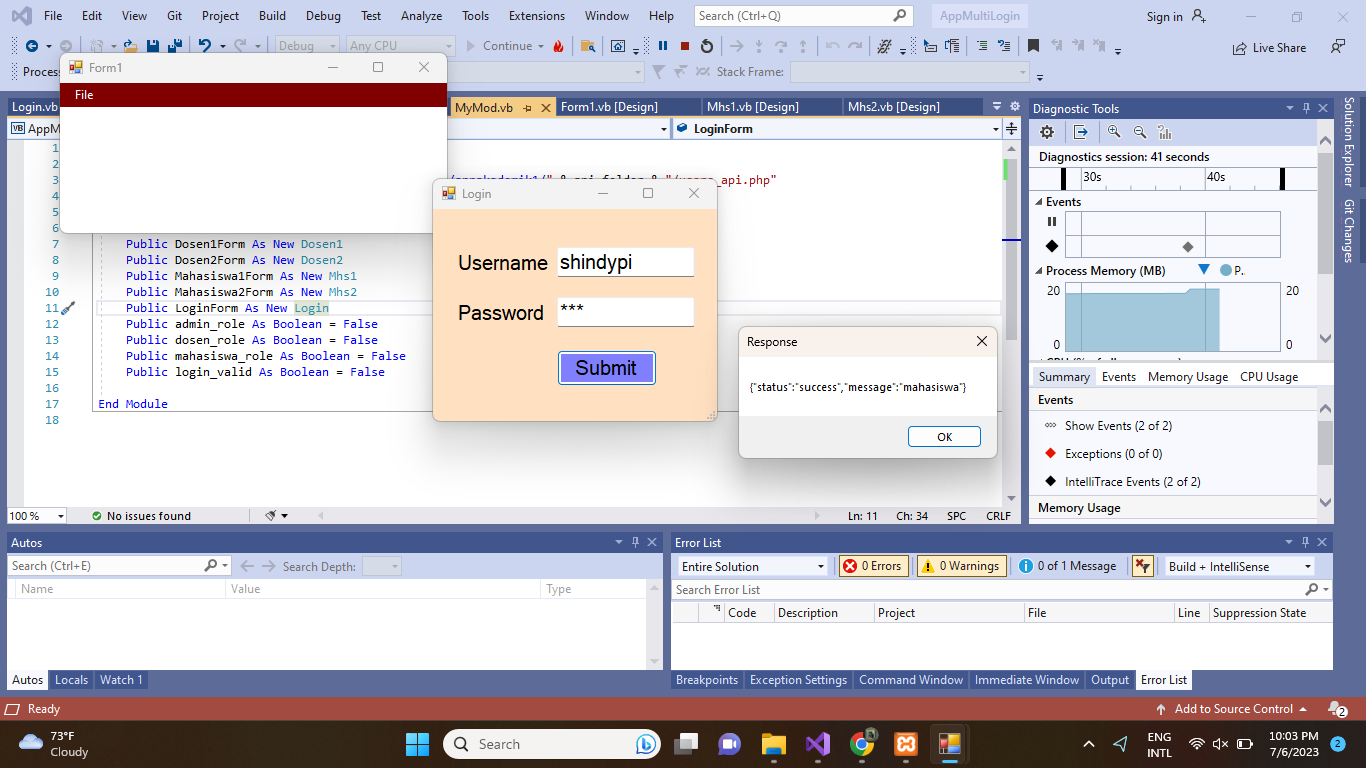 File Edit View Git Project Build Debug Test Analyze Tools Extensions Window Help Search (Ctrl+Q) AppMultiLogin Sign in
Debug Any CPU Continue Live Share
Stack Frame:
Form1
File
Login.vb MyMod.vb Form1.vb [Design] Mhs1.vb [Design] Mhs2.vb [Design]
LoginForm
1
2
3 & "/users_api.php"
4
5
6
7 Public Dosen1Form As New Dosen1
8 Public Dosen2Form As New Dosen2
9 Public Mahasiswa1Form As New Mhs1
10 Public Mahasiswa2Form As New Mhs2
11 Public LoginForm As New Login
12 Public admin_role As Boolean = False
13 Public dosen_role As Boolean = False
14 Public mahasiswa_role As Boolean = False
15 Public login_valid As Boolean = False
16
17 End Module
18
Login
Username shindypi
Password ***
Submit
Response
{"status":"success","message":"mahasiswa"}
OK
100 % No issues found Ln: 11 Ch: 34 SPC CRLF
Diagnostic Tools
Diagnostics session: 41 seconds
30s 40s
Events
Process Memory (MB) P..
20 20
0 0
Summary Events Memory Usage CPU Usage
Events
Show Events (2 of 2)
Exceptions (0 of 0)
IntelliTrace Events (2 of 2)
Memory Usage
Solution Explorer
Git Changes
Autos
Search (Ctrl+E) Search Depth:
Name Value Type
Autos Locals Watch 1
Error List
Entire Solution 0 Errors 0 Warnings 0 of 1 Message Build + IntelliSense
Search Error List
Code Description Project File Line Suppression State
Breakpoints Exception Settings Command Window Immediate Window Output Error List
Ready Add to Source Control 2
73°F
Cloudy
Search
ENG
INTL
10:03 PM
7/6/2023
2